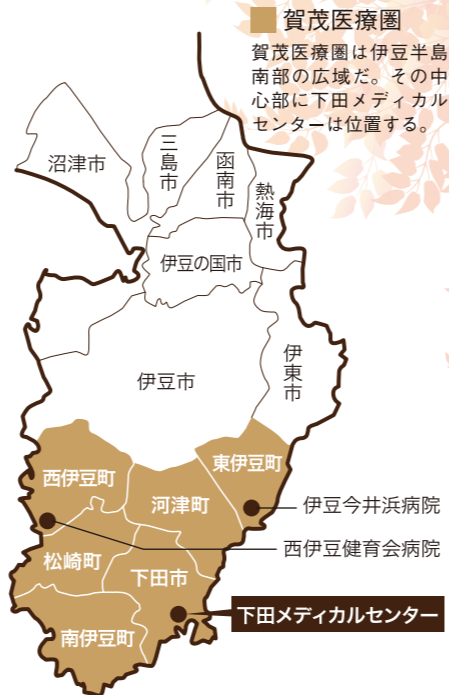 賀茂医療圏
賀茂医療圏は伊豆半島
南部の広域だ。その中
心部に下田メディカル
センターは位置する。
沼津市
三島市
函南市
熱海市
伊豆の国市
伊豆市
伊東市
東伊豆町
西伊豆町
河津町
伊豆今井浜病院
西伊豆健育会病院
松崎町
下田市
下田メディカルセンター
南伊豆町